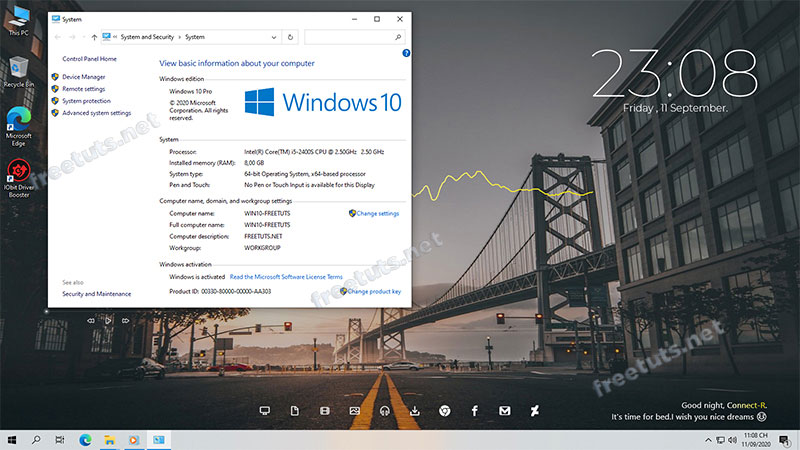 This PC
Recycle Bin
Microsoft
Edge
IObit Driver
Booster
System
System and Security > System
Control Panel Home
Device Manager
Remote settings
System protection
Advanced system settings
See also
Security and Maintenance
View basic information about your computer
Windows edition
Windows 10 Pro
© 2020 Microsoft
Corporation. All rights
reserved.
Windows 10
System
Processor: Intel(R) Core(TM) i5-2400S CPU @ 2.50GHz 2.50 GHz
Installed memory (RAM): 8,00 GB
System type: 64-bit Operating System, x64-based processor
Pen and Touch: No Pen or Touch Input is available for this Display
Computer name, domain, and workgroup settings
Computer name: WIN10-FREETUTS
Change settings
Full computer name: WIN10-FREETUTS
Computer description: FREETUTS.NET
Workgroup: WORKGROUP
Windows activation
Windows is activated Read the Microsoft Software License Terms
Product ID: 00330-80000-00000-AA303
Change product key
23:08
Friday , 11 September.
freetuts.net
freetuts.net
freetuts.net
Good night, Connect-R.
It's time for bed.I wish you nice dreams
11:08 CH
11/09/2020
1